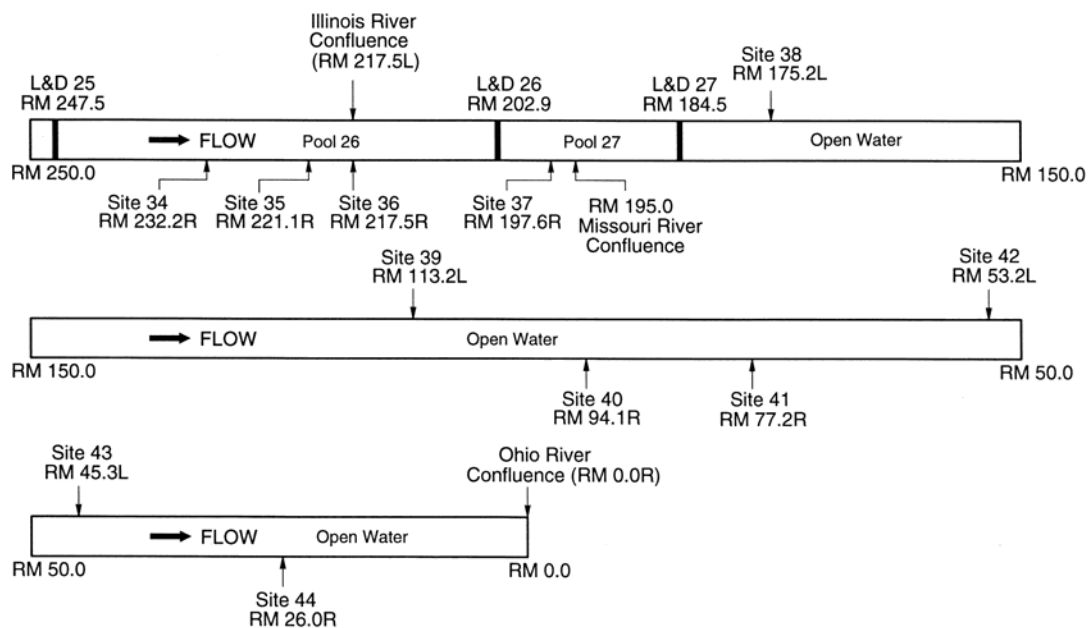 Illinois River
Confluence
(RM 217.5L)
Site 38
RM 175.2L
L&D 25
RM 247.5
L&D 26
RM 202.9
L&D 27
RM 184.5
FLOW
Pool 26
Pool 27
Open Water
RM 250.0
RM 150.0
Site 34
RM 232.2R
Site 35
RM 221.1R
Site 36
RM 217.5R
Site 37
RM 197.6R
RM 195.0
Missouri River
Confluence
Site 39
RM 113.2L
Site 42
RM 53.2L
FLOW
Open Water
RM 150.0
RM 50.0
Site 40
RM 94.1R
Site 41
RM 77.2R
Site 43
RM 45.3L
Ohio River
Confluence (RM 0.0R)
FLOW
Open Water
RM 50.0
RM 0.0
Site 44
RM 26.0R